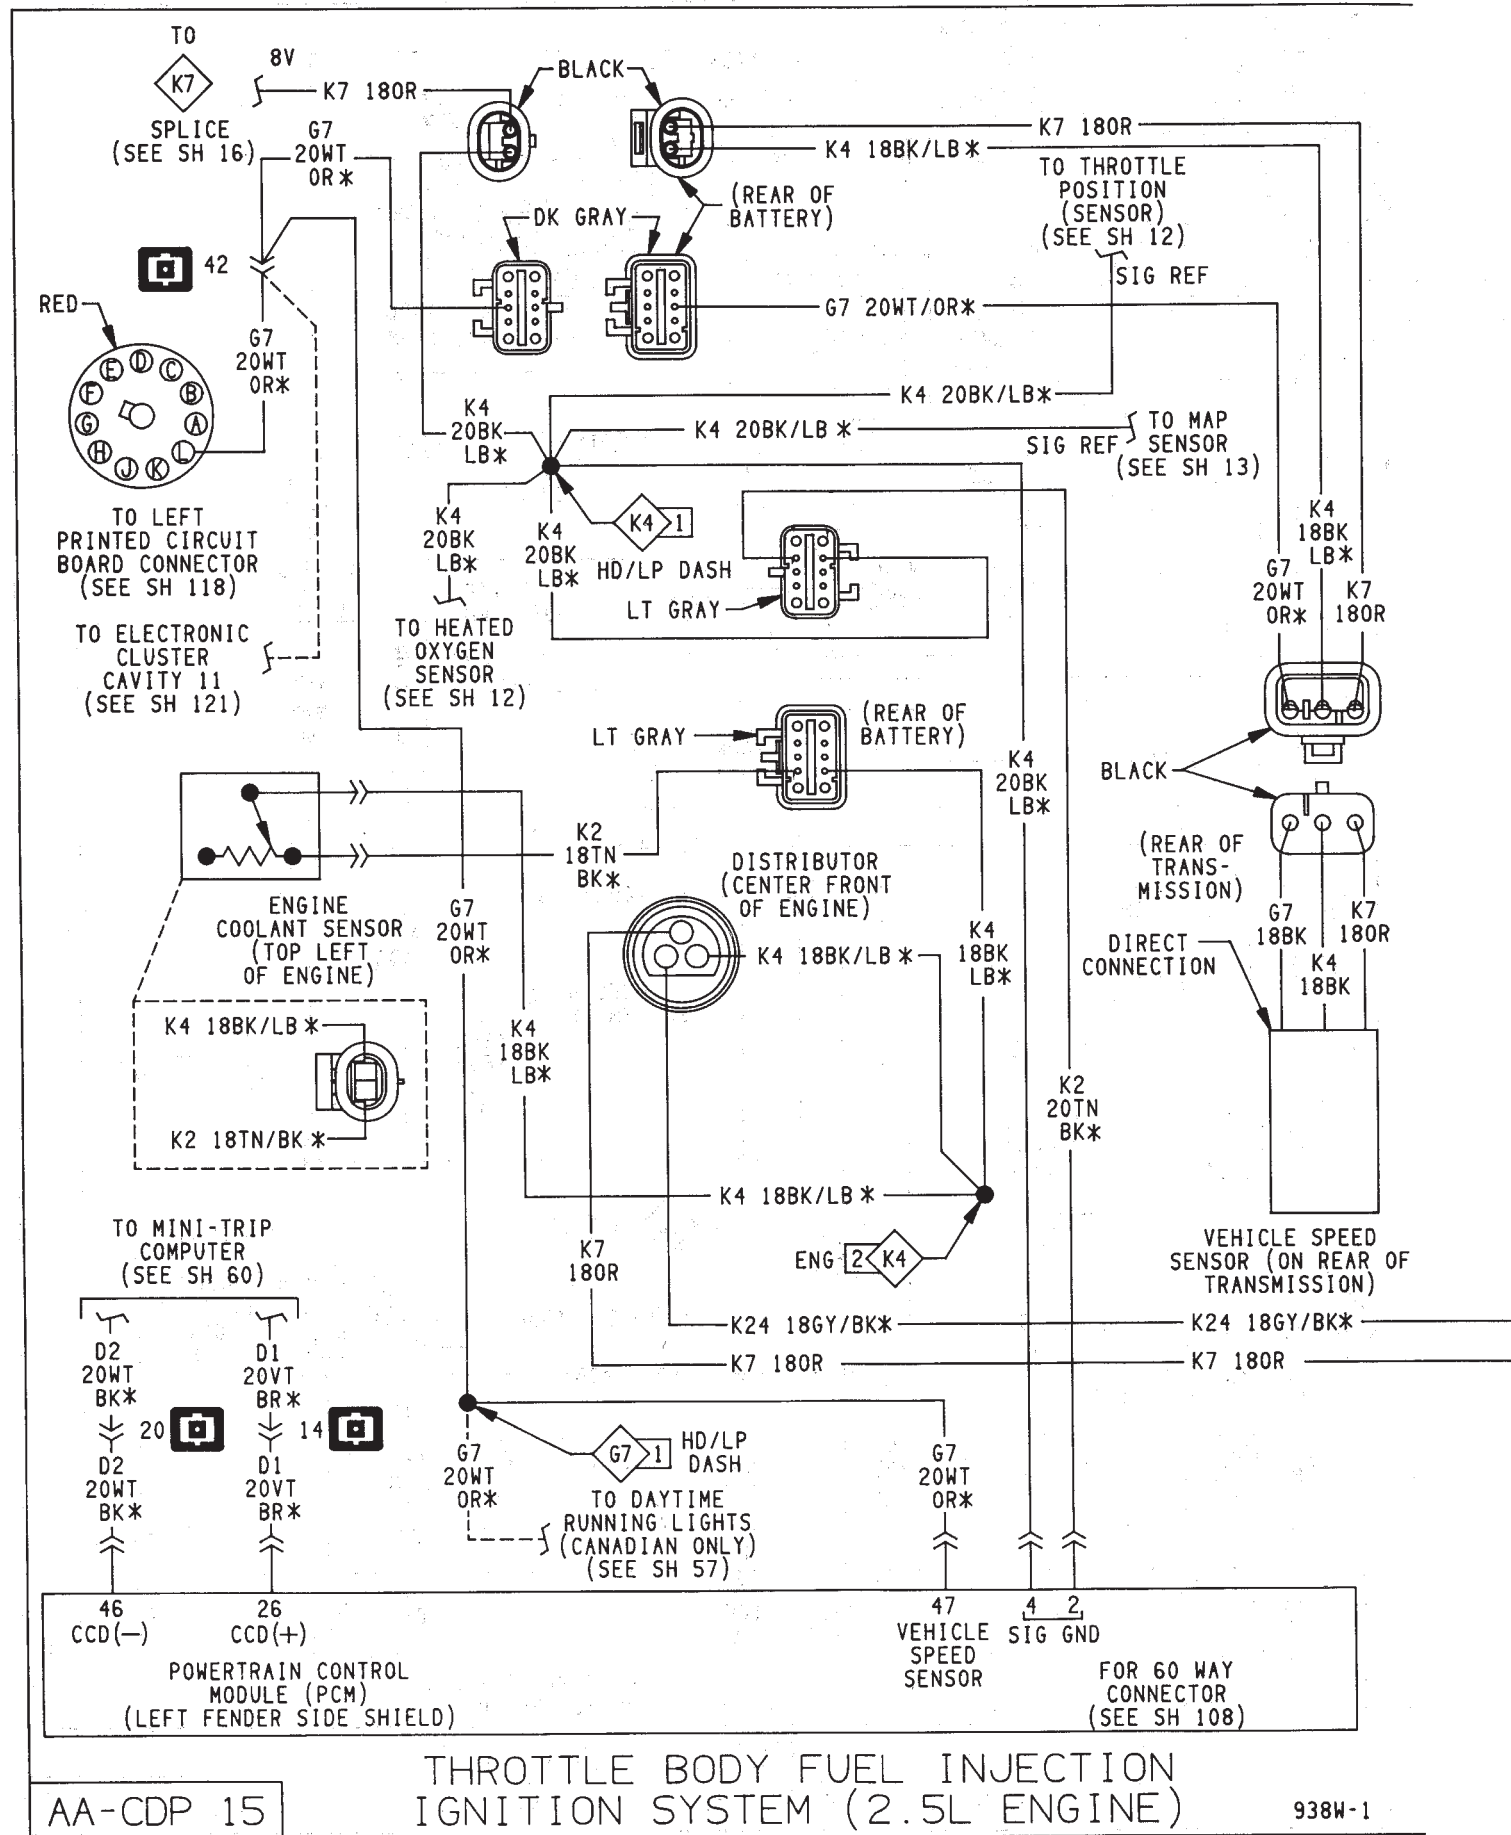 TO
K7
8V
SPLICE
(SEE SH 16)
K7 18OR
BLACK
G7
20WT
OR*
K7 18OR
K4 18BK/LB*
(REAR OF
BATTERY)
TO THROTTLE
POSITION
(SENSOR)
(SEE SH 12)
SIG REF
DK GRAY
42
RED
G7
20WT
OR*
G7 20WT/OR*
D
E
C
F
B
G
A
H
L
J
K
K4
20BK
LB*
K4 20BK/LB*
K4 20BK/LB*
SIG REF
TO MAP
SENSOR
(SEE SH 13)
TO LEFT
PRINTED CIRCUIT
BOARD CONNECTOR
(SEE SH 118)
K4
20BK
LB*
K4
20BK
LB*
K4 1
HD/LP DASH
LT GRAY
K4
18BK
LB*
G7
20WT
OR*
K7
18OR
TO ELECTRONIC
CLUSTER
CAVITY 11
(SEE SH 121)
TO HEATED
OXYGEN
SENSOR
(SEE SH 12)
LT GRAY
(REAR OF
BATTERY)
K4
20BK
LB*
BLACK
K2
18TN
BK*
DISTRIBUTOR
(CENTER FRONT
OF ENGINE)
(REAR OF
TRANS-
MISSION)
ENGINE
COOLANT SENSOR
(TOP LEFT
OF ENGINE)
G7
20WT
OR*
K4 18BK/LB*
K4
18BK
LB*
DIRECT
CONNECTION
G7
18BK
K4
18BK
K7
18OR
K4 18BK/LB*
K2 18TN/BK*
K4
18BK
LB*
K2
20TN
BK*
K4 18BK/LB*
TO MINI-TRIP
COMPUTER
(SEE SH 60)
K7
18OR
ENG 2 K4
VEHICLE SPEED
SENSOR (ON REAR OF
TRANSMISSION)
K24 18GY/BK*
K24 18GY/BK*
K7 18OR
K7 18OR
D2
20WT
BK*
D1
20VT
BR*
20
14
D2
20WT
BK*
D1
20VT
BR*
G7
20WT
OR*
G7 1
HD/LP
DASH
TO DAYTIME
RUNNING LIGHTS
(CANADIAN ONLY)
(SEE SH 57)
G7
20WT
OR*
46
CCD(—)
26
CCD(+)
47
VEHICLE
SPEED
SENSOR
4 2
SIG GND
POWERTRAIN CONTROL
MODULE (PCM)
(LEFT FENDER SIDE SHIELD)
FOR 60 WAY
CONNECTOR
(SEE SH 108)
THROTTLE BODY FUEL INJECTION
IGNITION SYSTEM (2.5L ENGINE)
AA-CDP 15
938W-1